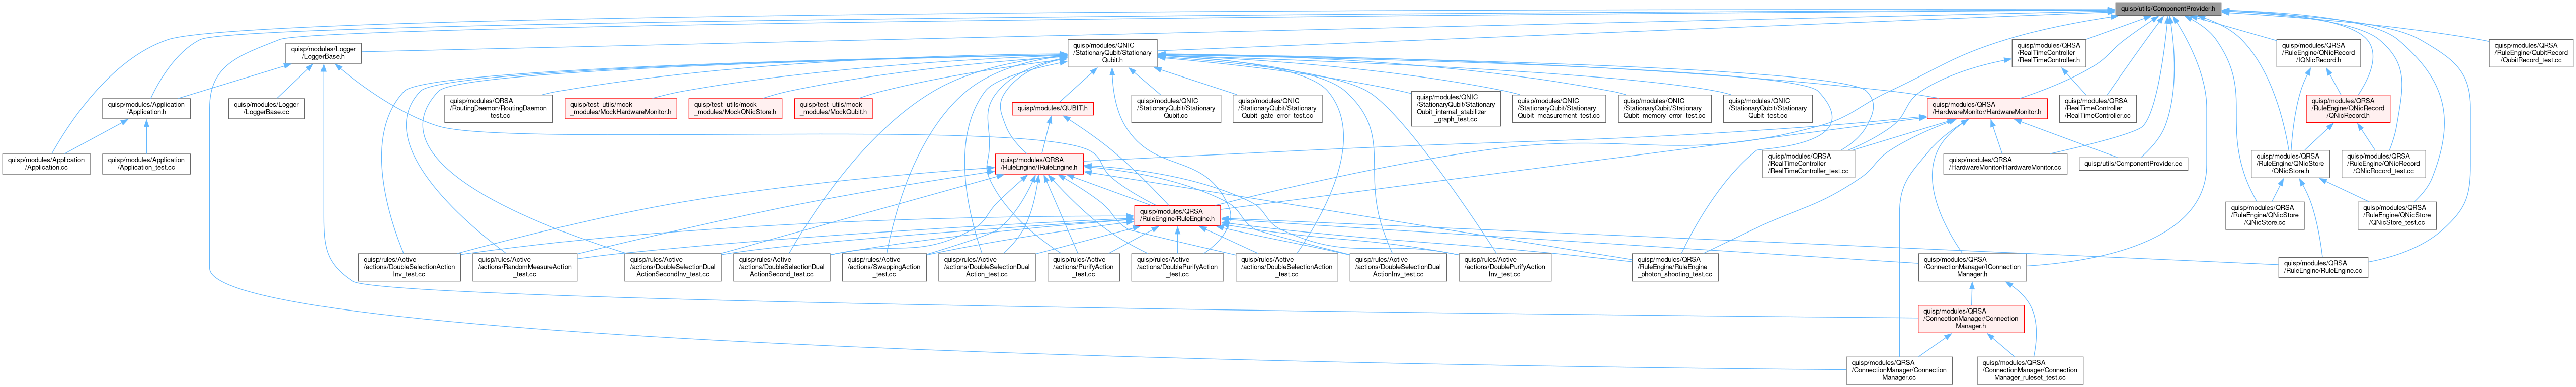 quisp/utils/ComponentProvider.h
quisp/modules/Logger
/LoggerBase.h
quisp/modules/QNIC
/StationaryQubit/Stationary
Qubit.h
quisp/modules/QRSA
/RealTimeController
/RealTimeController.h
quisp/modules/QRSA
/RuleEngine/QNicRecord
/IQNicRecord.h
quisp/modules/QRSA
/RuleEngine/QubitRecord
/QubitRecord_test.cc
quisp/modules/Application
/Application.h
quisp/modules/Logger
/LoggerBase.cc
quisp/modules/QRSA
/RoutingDaemon/RoutingDaemon
_test.cc
quisp/test_utils/mock
_modules/MockHardwareMonitor.h
quisp/test_utils/mock
_modules/MockQNicStore.h
quisp/test_utils/mock
_modules/MockQubit.h
quisp/modules/QUBIT.h
quisp/modules/QNIC
/StationaryQubit/Stationary
Qubit.cc
quisp/modules/QNIC
/StationaryQubit/Stationary
Qubit_gate_error_test.cc
quisp/modules/QNIC
/StationaryQubit/Stationary
Qubit_internal_stabilizer
_graph_test.cc
quisp/modules/QNIC
/StationaryQubit/Stationary
Qubit_measurement_test.cc
quisp/modules/QNIC
/StationaryQubit/Stationary
Qubit_memory_error_test.cc
quisp/modules/QNIC
/StationaryQubit/Stationary
Qubit_test.cc
quisp/modules/QRSA
/HardwareMonitor/HardwareMonitor.h
quisp/modules/QRSA
/RealTimeController
/RealTimeController.cc
quisp/modules/QRSA
/RuleEngine/QNicRecord
/QNicRecord.h
quisp/modules/Application
/Application.cc
quisp/modules/Application
/Application_test.cc
quisp/modules/QRSA
/RuleEngine/IRuleEngine.h
quisp/modules/QRSA
/RealTimeController
/RealTimeController_test.cc
quisp/modules/QRSA
/HardwareMonitor/HardwareMonitor.cc
quisp/utils/ComponentProvider.cc
quisp/modules/QRSA
/RuleEngine/QNicStore
/QNicStore.h
quisp/modules/QRSA
/RuleEngine/QNicRecord
/QNicRocord_test.cc
quisp/modules/QRSA
/RuleEngine/RuleEngine.h
quisp/modules/QRSA
/RuleEngine/QNicStore
/QNicStore.cc
quisp/modules/QRSA
/RuleEngine/QNicStore
/QNicStore_test.cc
quisp/rules/Active
/actions/DoubleSelectionAction
Inv_test.cc
quisp/rules/Active
/actions/RandomMeasureAction
_test.cc
quisp/rules/Active
/actions/DoubleSelectionDual
ActionSecondInv_test.cc
quisp/rules/Active
/actions/DoubleSelectionDual
ActionSecond_test.cc
quisp/rules/Active
/actions/SwappingAction
_test.cc
quisp/rules/Active
/actions/DoubleSelectionDual
Action_test.cc
quisp/rules/Active
/actions/PurifyAction
_test.cc
quisp/rules/Active
/actions/DoublePurifyAction
_test.cc
quisp/rules/Active
/actions/DoubleSelectionAction
_test.cc
quisp/rules/Active
/actions/DoubleSelectionDual
ActionInv_test.cc
quisp/rules/Active
/actions/DoublePurifyAction
Inv_test.cc
quisp/modules/QRSA
/RuleEngine/RuleEngine
_photon_shooting_test.cc
quisp/modules/QRSA
/ConnectionManager/IConnection
Manager.h
quisp/modules/QRSA
/RuleEngine/RuleEngine.cc
quisp/modules/QRSA
/ConnectionManager/Connection
Manager.h
quisp/modules/QRSA
/ConnectionManager/Connection
Manager.cc
quisp/modules/QRSA
/ConnectionManager/Connection
Manager_ruleset_test.cc